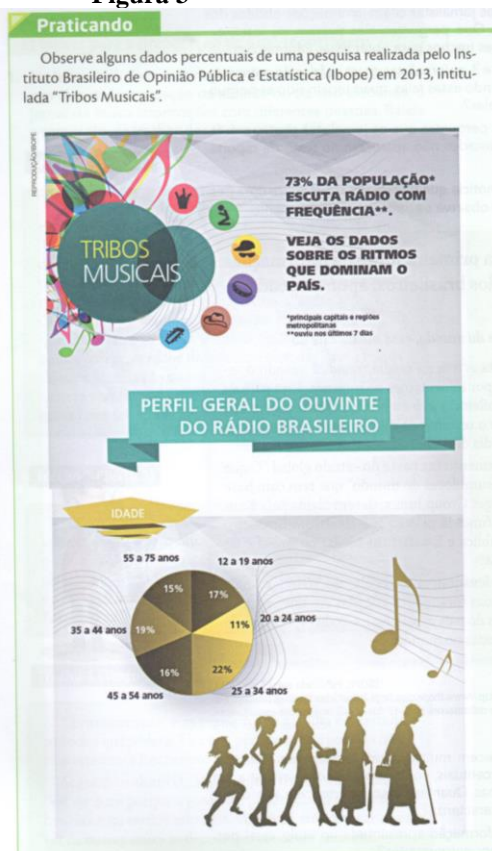 Figura 3
Praticando
Observe alguns dados percentuais de uma pesquisa realizada pelo Ins-
tituto Brasileiro de Opinião Pública e Estatística (Ibope) em 2013, intitu-
lada "Tribos Musicais".
REPRODUÇÃO/IBOPE
73% DA POPULAÇÃO*
ESCUTA RÁDIO COM
FREQUÊNCIA**.
VEJA OS DADOS
SOBRE OS RITMOS
QUE DOMINAM O
PAÍS.
*principais capitais e regiões
metropolitanas
**ouviu nos últimos 7 dias
TRIBOS
MUSICAIS
PERFIL GERAL DO OUVINTE
DO RÁDIO BRASILEIRO
IDADE
55 a 75 anos
12 a 19 anos
15%
17%
35 a 44 anos
19%
11%
20 a 24 anos
16%
22%
45 a 54 anos
25 a 34 anos